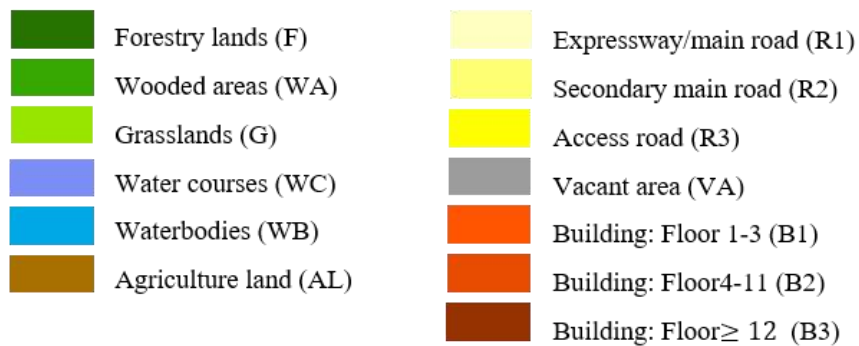 Forestry lands (F)
Wooded areas (WA)
Grasslands (G)
Water courses (WC)
Waterbodies (WB)
Agriculture land (AL)
Expressway/main road (R1)
Secondary main road (R2)
Access road (R3)
Vacant area (VA)
Building: Floor 1-3 (B1)
Building: Floor4-11 (B2)
Building: Floor≥ 12 (B3)